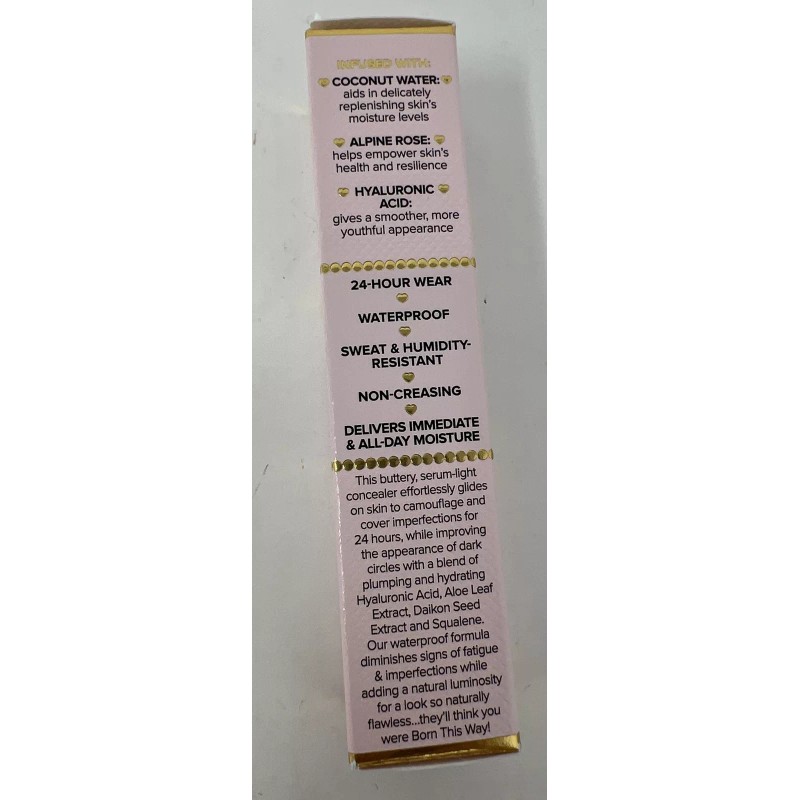 INFUSED WITH:
COCONUT WATER:
aids in delicately
replenishing skin's
moisture levels
ALPINE ROSE:
helps empower skin's
health and resilience
HYALURONIC
ACID:
gives a smoother, more
youthful appearance
24-HOUR WEAR
WATERPROOF
SWEAT & HUMIDITY-
RESISTANT
NON-CREASING
DELIVERS IMMEDIATE
& ALL-DAY MOISTURE
This buttery, serum-light
concealer effortlessly glides
on skin to camouflage and
cover imperfections for
24 hours, while improving
the appearance of dark
circles with a blend of
plumping and hydrating
Hyaluronic Acid, Aloe Leaf
Extract, Daikon Seed
Extract and Squalene.
Our waterproof formula
diminishes signs of fatigue
& imperfections while
adding a natural luminosity
for a look so naturally
flawless...they'll think you
were Born This Way!